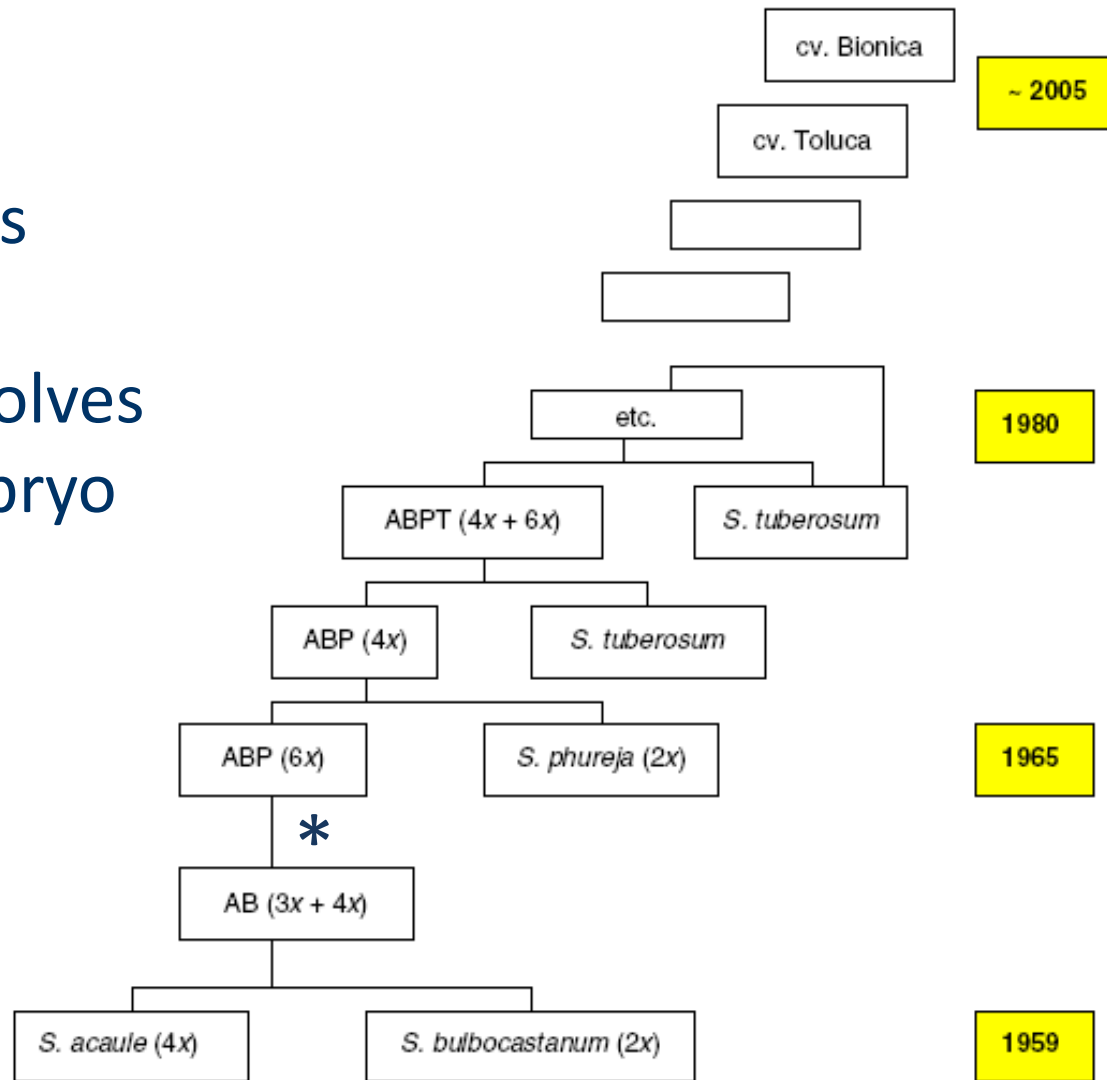 cv. Bionica
~ 2005
cv. Toluca
s
olves
etc.
1980
bryo
ABPT (4x + 6x)
S. tuberosum
ABP (4x)
S. tuberosum
ABP (6x)
S. phureja (2x)
1965
*
AB (3x + 4x)
S. acaule (4x)
S. bulbocastanum (2x)
1959